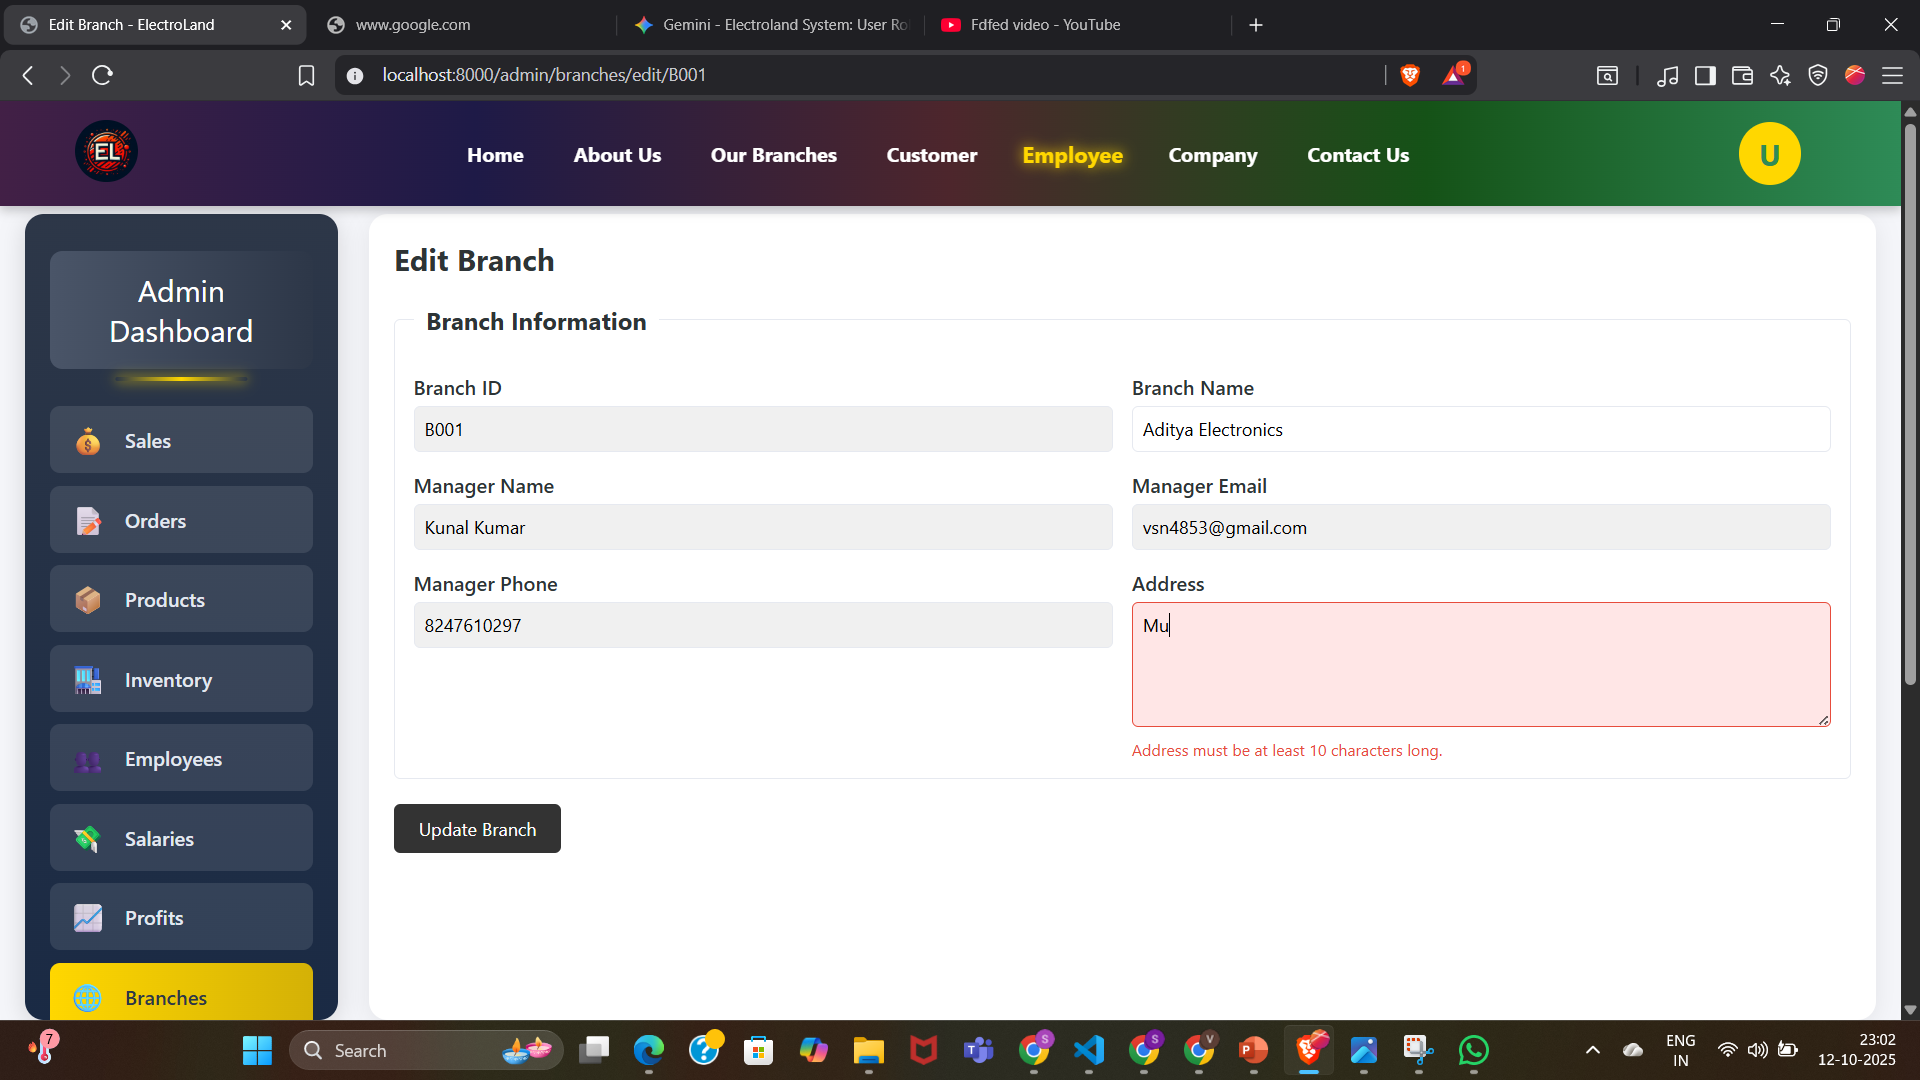 Edit Branch - ElectroLand
www.google.com
Gemini - Electroland System: User Ro
Fdfed video - YouTube
localhost:8000/admin/branches/edit/B001
1
EL
Home
About Us
Our Branches
Customer
Employee
Company
Contact Us
U
Admin
Dashboard
Sales
Orders
Products
Inventory
Employees
Salaries
Profits
Branches
Edit Branch
Branch Information
Branch ID
B001
Branch Name
Aditya Electronics
Manager Name
Kunal Kumar
Manager Email
vsn4853@gmail.com
Manager Phone
8247610297
Address
Mu
Address must be at least 10 characters long.
Update Branch
7
Search
S
S
V
ENG
IN
23:02
12-10-2025